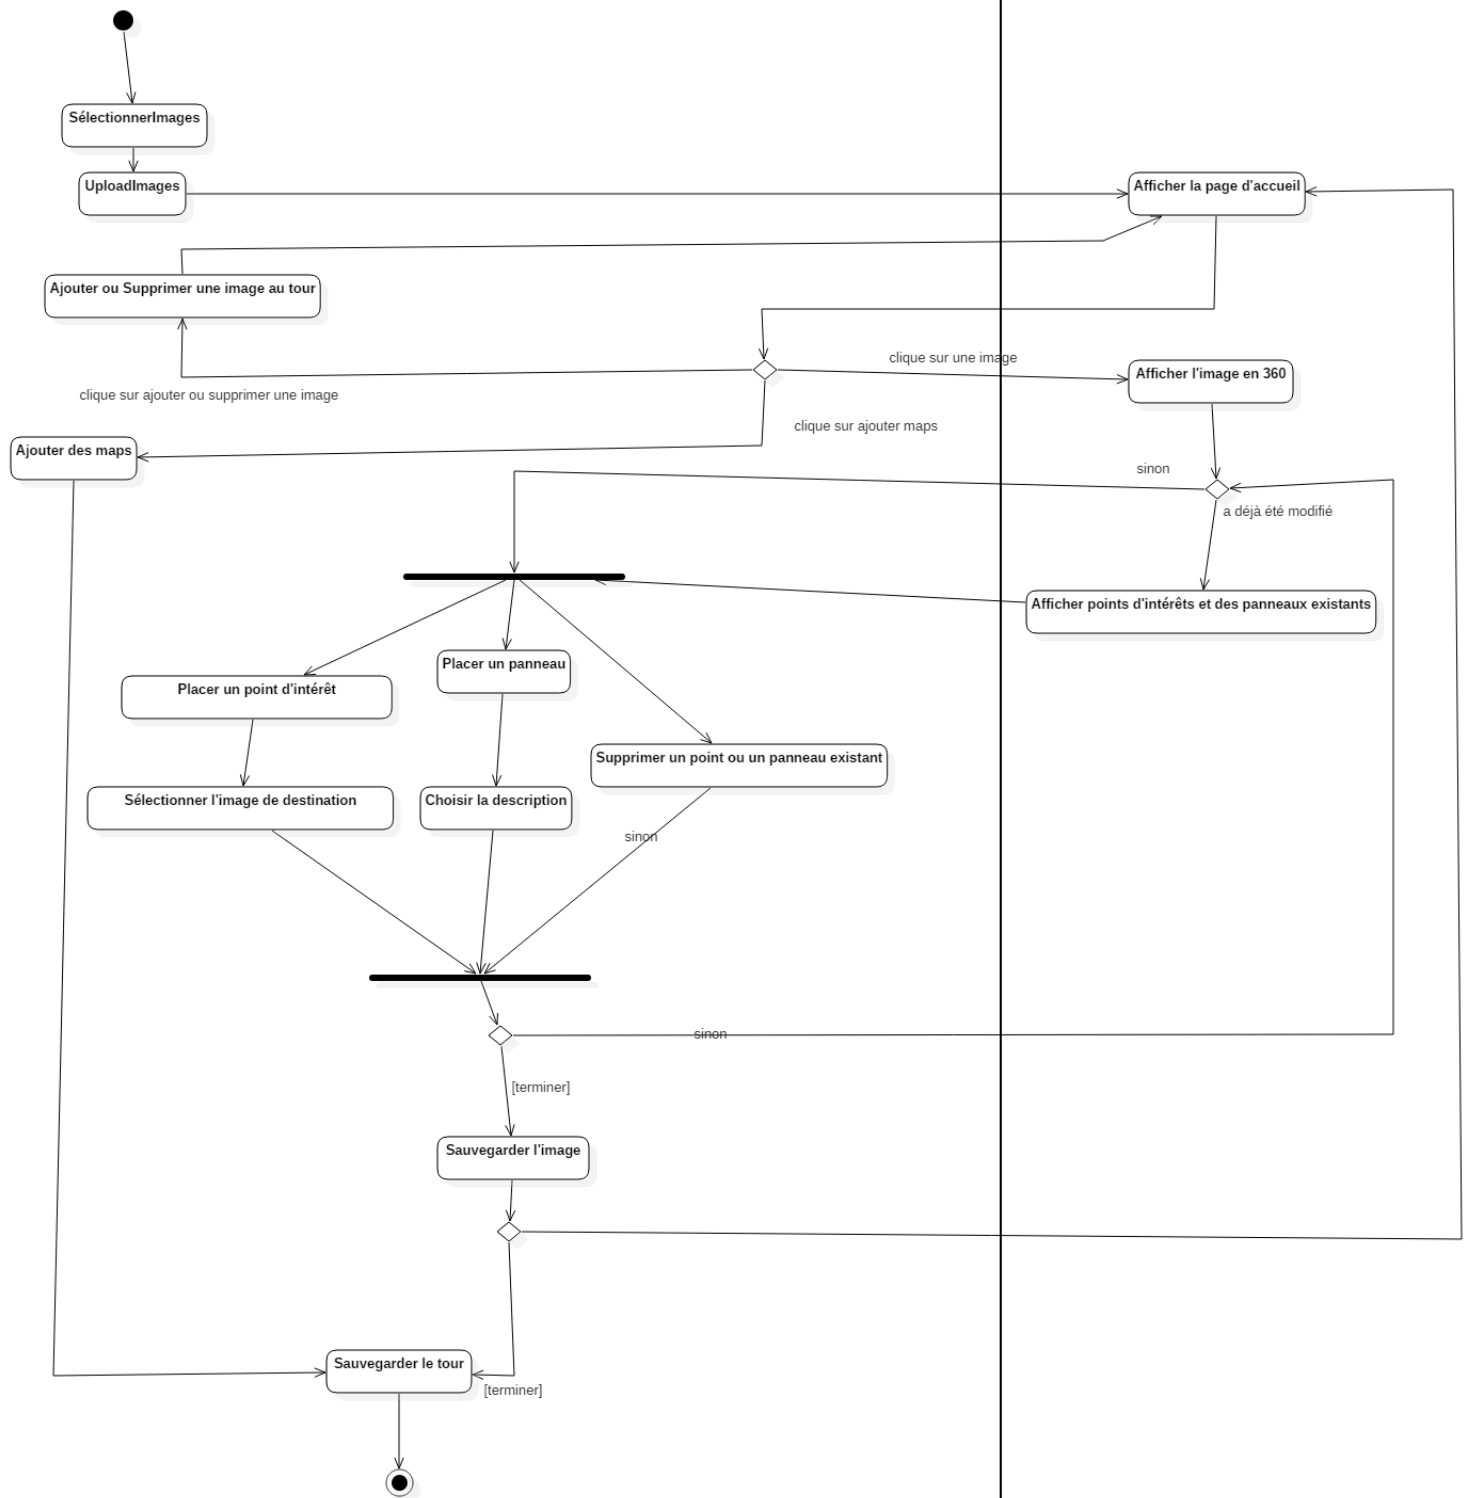 SélectionnerImages
UploadImages
Afficher la page d'accueil
Ajouter ou Supprimer une image au tour
clique sur une image
Afficher l'image en 360
clique sur ajouter ou supprimer une image
clique sur ajouter maps
Ajouter des maps
sinon
a déjà été modifié
Afficher points d'intérêts et des panneaux existants
Placer un panneau
Placer un point d'intérêt
Supprimer un point ou un panneau existant
Sélectionner l'image de destination
Choisir la description
sinon
sinon
[terminer]
Sauvegarder l'image
Sauvegarder le tour
[terminer]